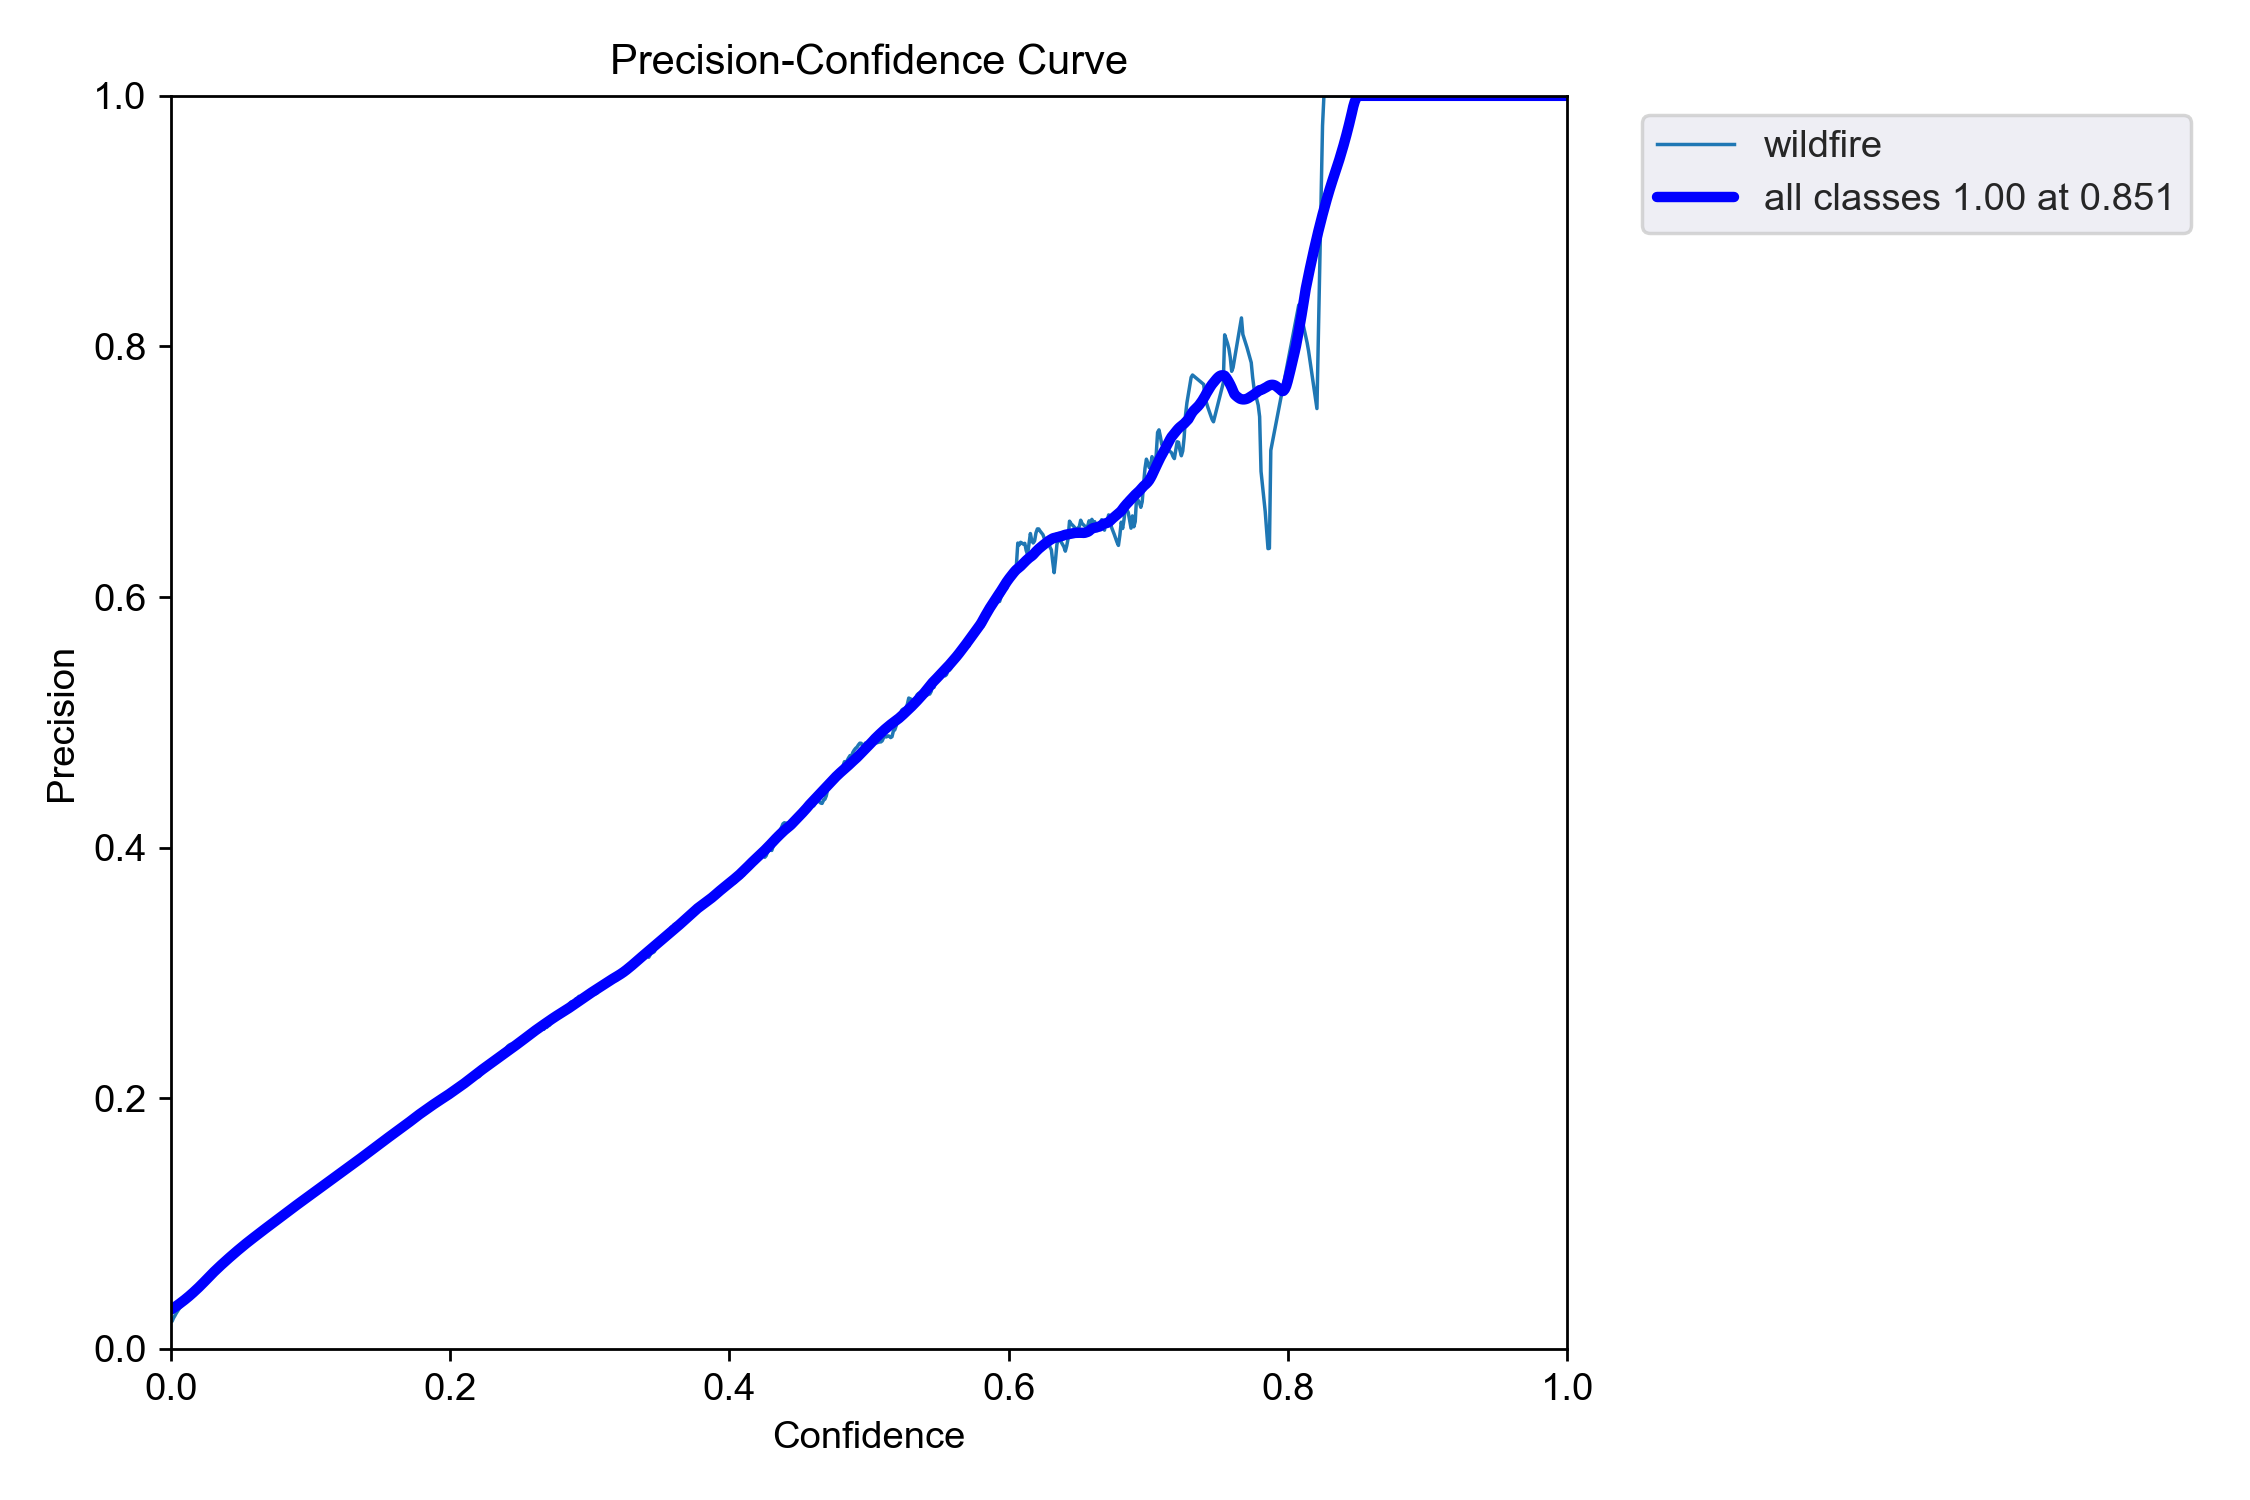 Precision-Confidence Curve
1.0
0.8
0.6
0.4
0.2
0.0
Precision
0.0 0.2 0.4 0.6 0.8 1.0
Confidence
wildfire
all classes 1.00 at 0.851